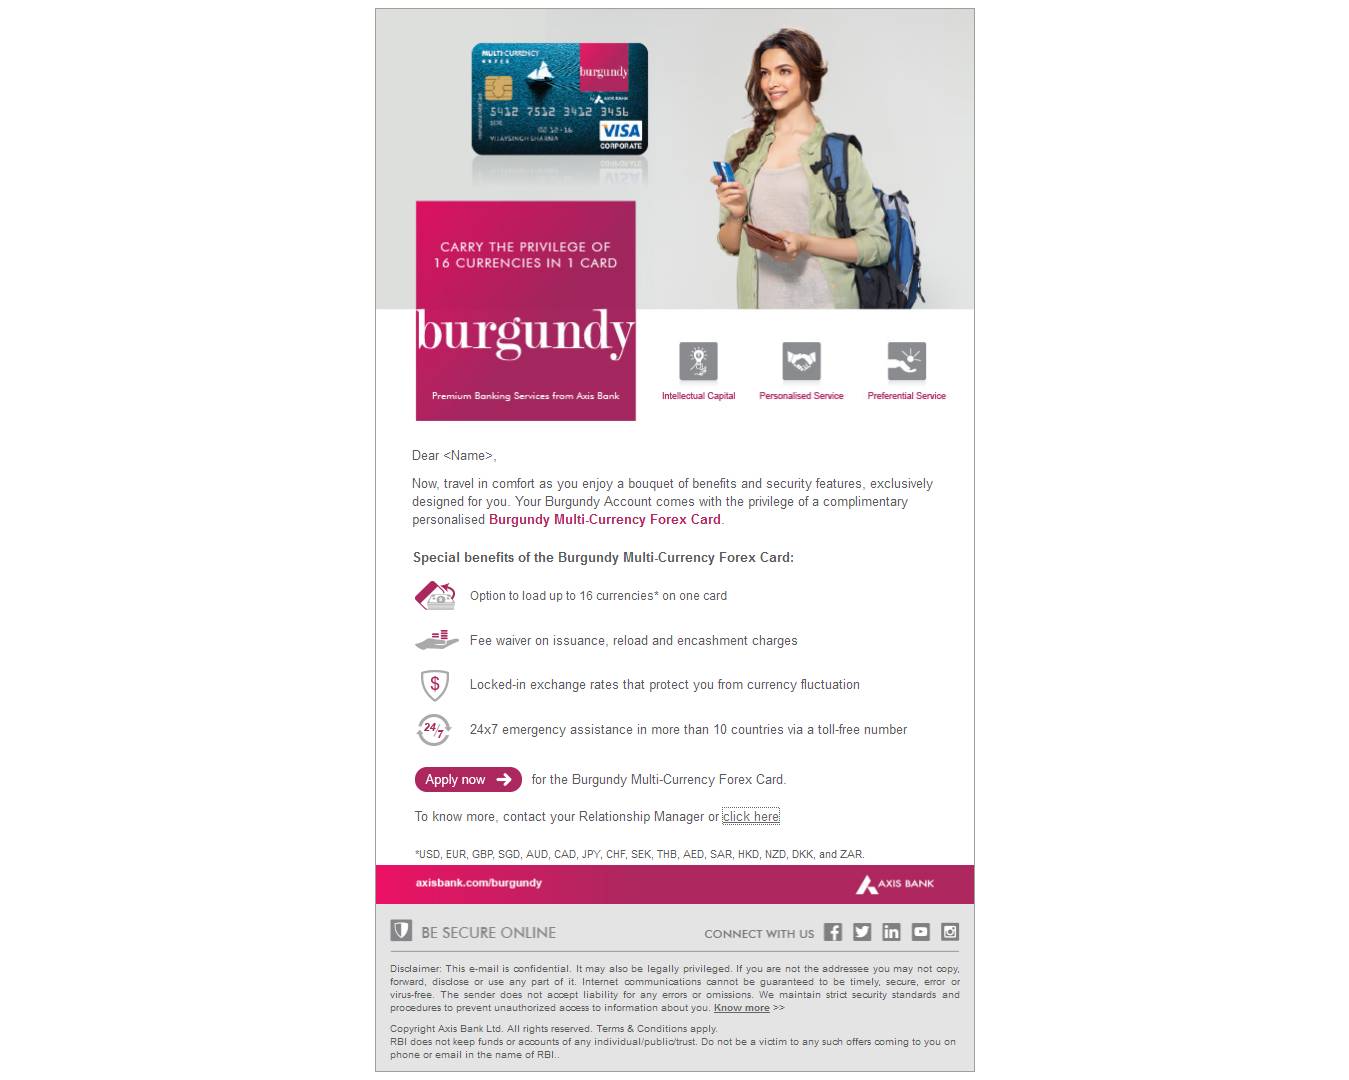 MULTI-CURRENCY
burgundy
AXIS BANK
5412 7512 3412 3456
02 12-16
VIJAYSINGH SHARMA
VISA
CORPORATE
CARRY THE PRIVILEGE OF
16 CURRENCIES IN 1 CARD
burgundy
Premium Banking Services from Axis Bank
Intellectual Capital
Personalised Service
Preferential Service
Dear <Name>,
Now, travel in comfort as you enjoy a bouquet of benefits and security features, exclusively
designed for you. Your Burgundy Account comes with the privilege of a complimentary
personalised Burgundy Multi-Currency Forex Card.
Special benefits of the Burgundy Multi-Currency Forex Card:
Option to load up to 16 currencies* on one card
Fee waiver on issuance, reload and encashment charges
$ Locked-in exchange rates that protect you from currency fluctuation
24/7 24x7 emergency assistance in more than 10 countries via a toll-free number
Apply now for the Burgundy Multi-Currency Forex Card.
To know more, contact your Relationship Manager or click here
*USD, EUR, GBP, SGD, AUD, CAD, JPY, CHF, SEK, THB, AED, SAR, HKD, NZD, DKK, and ZAR.
axisbank.com/burgundy AXIS BANK
BE SECURE ONLINE CONNECT WITH US
Disclaimer: This e-mail is confidential. It may also be legally privileged. If you are not the addressee you may not copy,
forward, disclose or use any part of it. Internet communications cannot be guaranteed to be timely, secure, error or
virus-free. The sender does not accept liability for any errors or omissions. We maintain strict security standards and
procedures to prevent unauthorized access to information about you. Know more >>
Copyright Axis Bank Ltd. All rights reserved. Terms & Conditions apply.
RBI does not keep funds or accounts of any individual/public/trust. Do not be a victim to any such offers coming to you on
phone or email in the name of RBI..